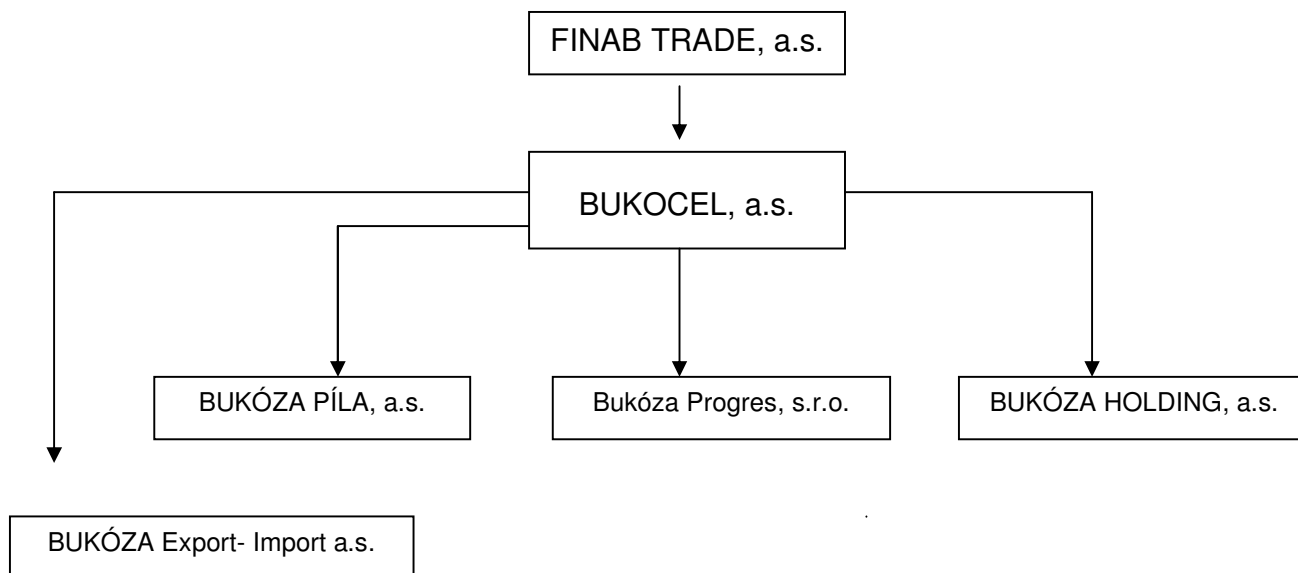 FINAB TRADE, a.s.
BUKOCEL, a.s.
BUKÓZA PÍLA, a.s.
Bukóza Progres, s.r.o.
BUKÓZA HOLDING, a.s.
BUKÓZA Export- Import a.s.